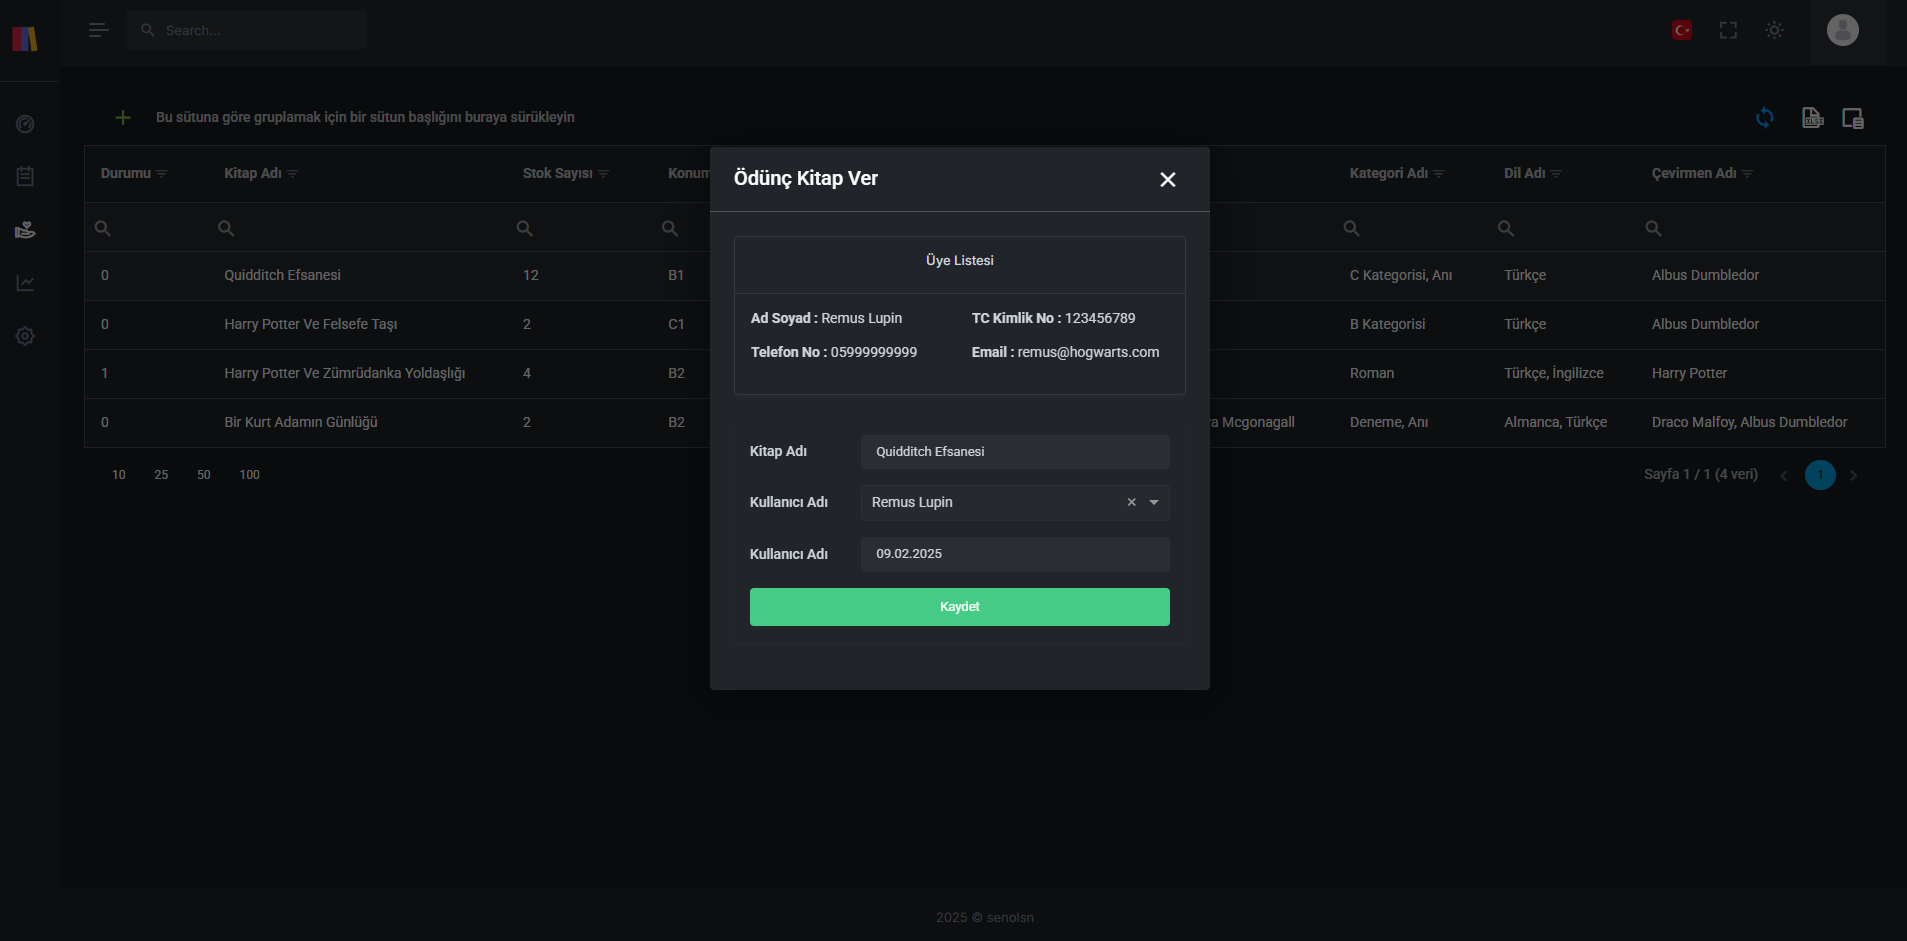 Search...
Bu sütuna göre gruplamak için bir sütun başlığını buraya sürükleyin
XLSX
Durumu Kitap Adı Stok Sayısı Konum Kategori Adı Dil Adı Çevirmen Adı
0 Quidditch Efsanesi 12 B1 C Kategorisi, Anı Türkçe Albus Dumbledor
0 Harry Potter Ve Felsefe Taşı 2 C1 B Kategorisi Türkçe Albus Dumbledor
1 Harry Potter Ve Zümrüdanka Yoldaşlığı 4 B2 Roman Türkçe, İngilizce Harry Potter
0 Bir Kurt Adamın Günlüğü 2 B2 Mcgonagall Deneme, Anı Almanca, Türkçe Draco Malfoy, Albus Dumbledor
10 25 50 100 Sayfa 1 / 1 (4 veri) 1
Ödünç Kitap Ver
Üye Listesi
Ad Soyad : Remus Lupin TC Kimlik No : 123456789
Telefon No : 05999999999 Email : remus@hogwarts.com
Kitap Adı Quidditch Efsanesi
Kullanıcı Adı Remus Lupin
Kullanıcı Adı 09.02.2025
Kaydet
2025 © senolsn